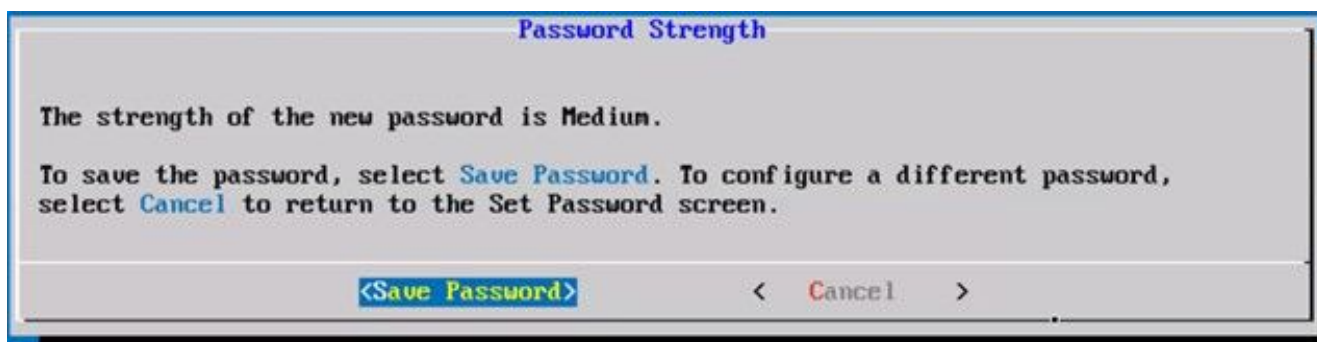 Password Strength
The strength of the new password is Medium.
To save the password, select Save Password. To configure a different password,
select Cancel to return to the Set Password screen.
<Save Password> < Cancel >